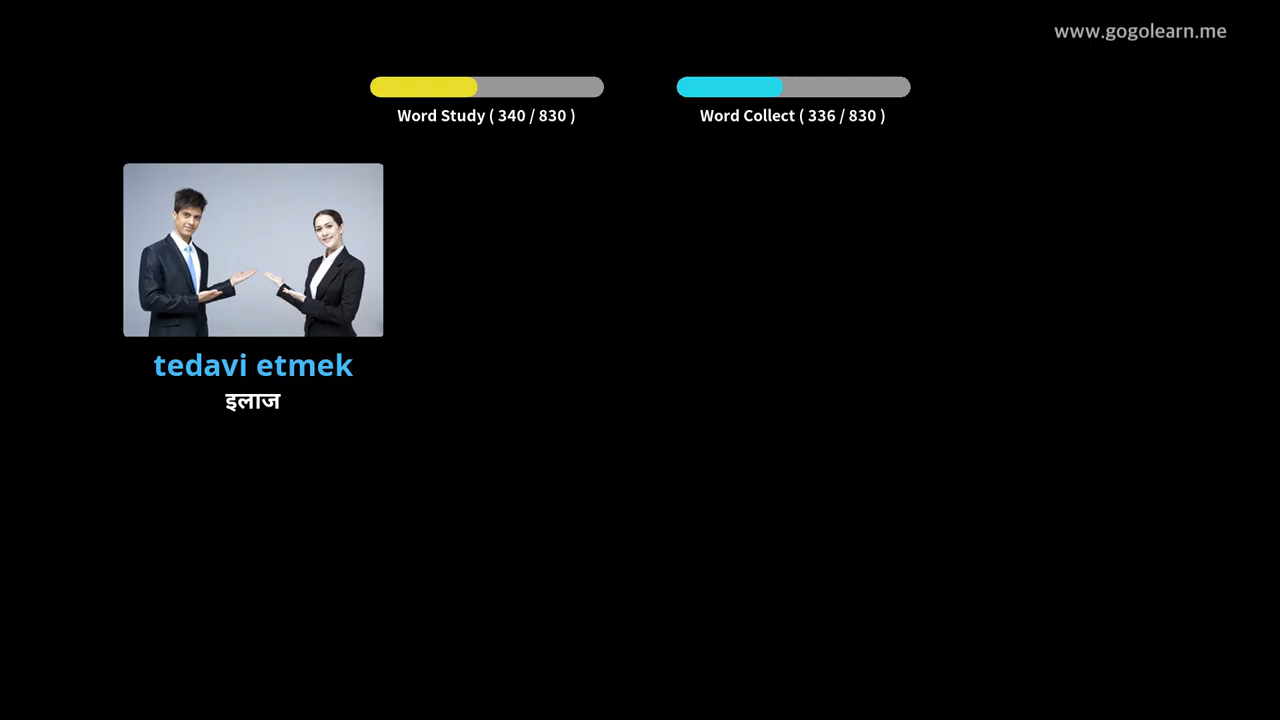 www.gogolearn.me
Word Study ( 340 / 830 )
Word Collect ( 336 / 830 )
tedavi etmek
इलाज